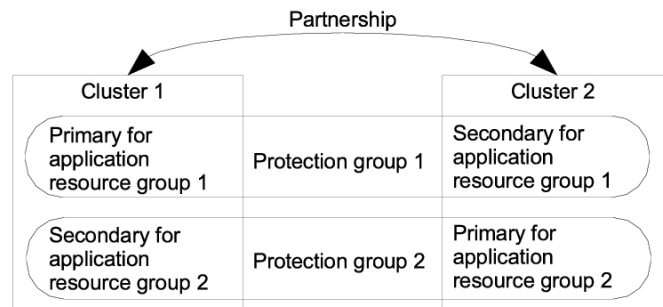 Partnership
Cluster 1
Cluster 2
Primary for
application
resource group 1
Protection group 1
Secondary for
application
resource group 1
Secondary for
application
resource group 2
Protection group 2
Primary for
application
resource group 2